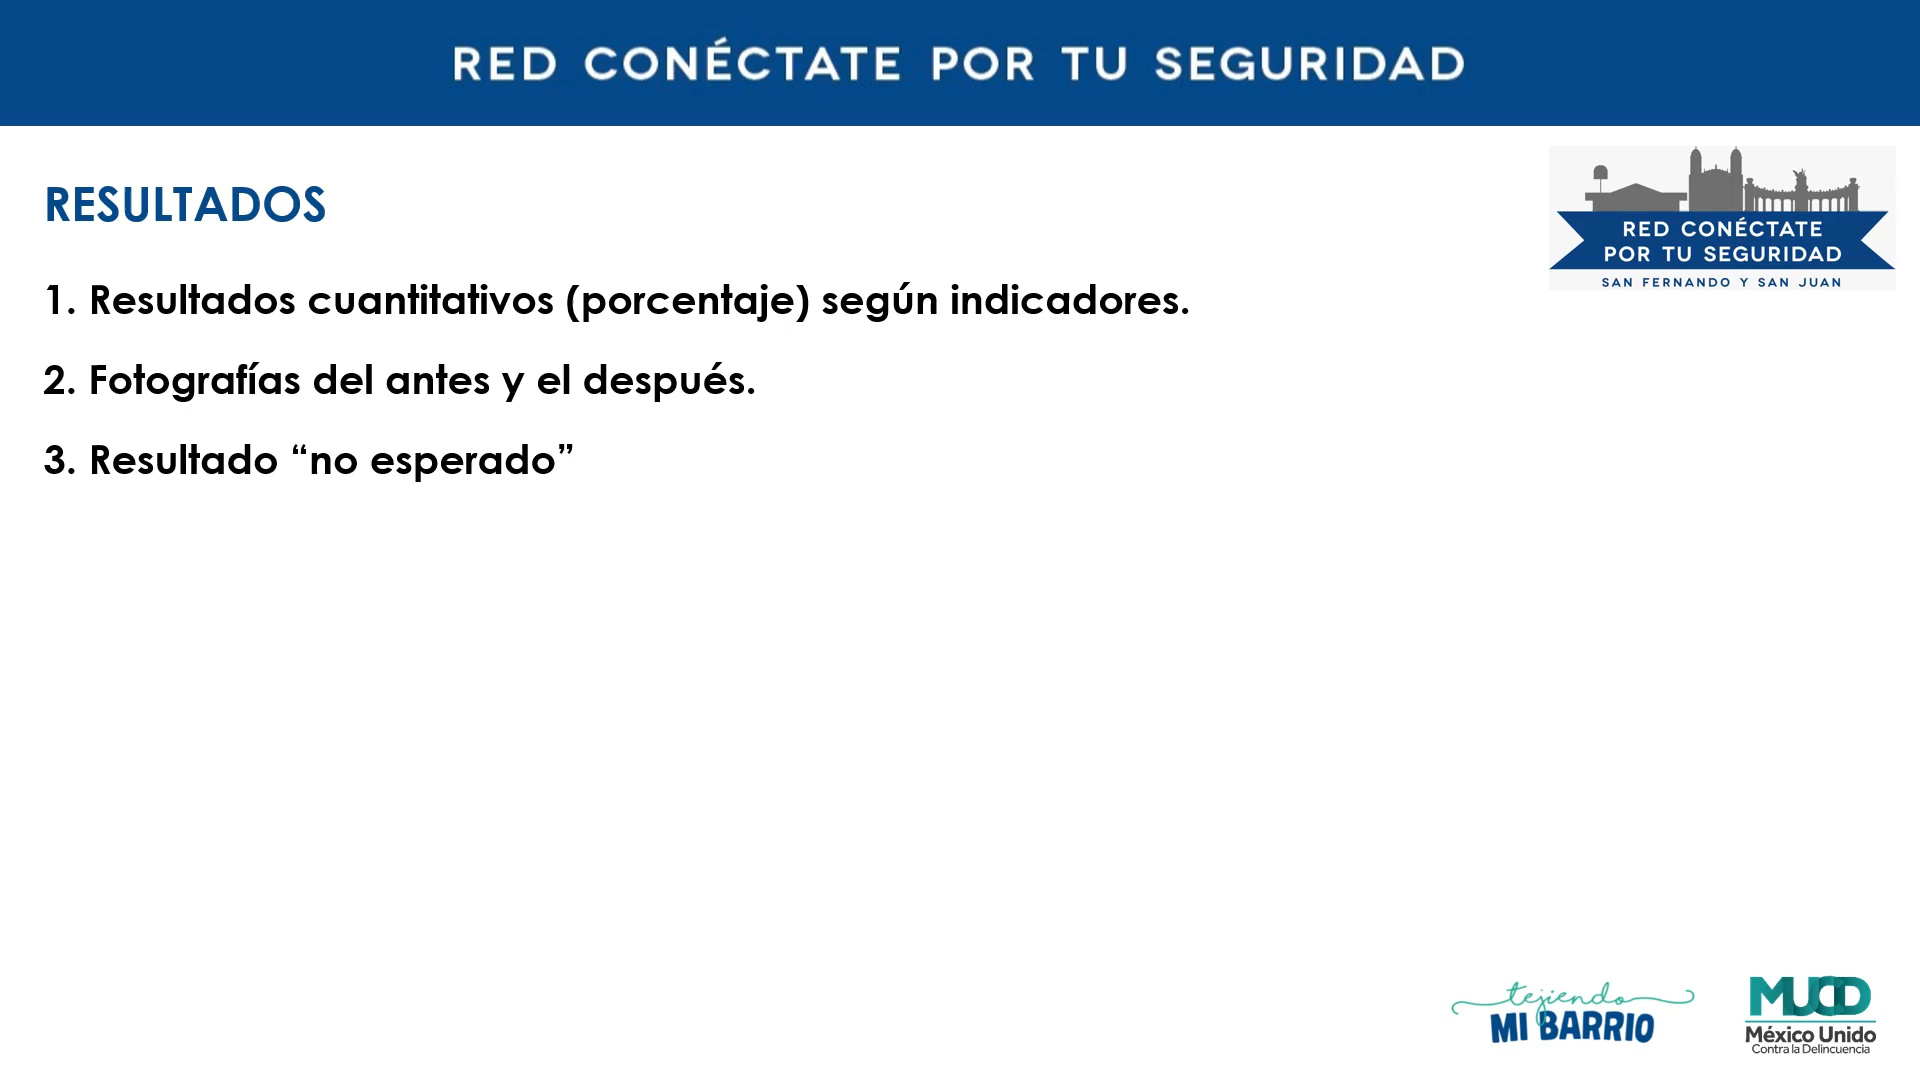 RED CONÉCTATE POR TU SEGURIDAD
RESULTADOS
RED CONÉCTATE
POR TU SEGURIDAD
SAN FERNANDO Y SAN JUAN
1. Resultados cuantitativos (porcentaje) según indicadores.
2. Fotografías del antes y el después.
3. Resultado “no esperado”
tejiendo
MI BARRIO
MUCD
México Unido
Contra la Delincuencia